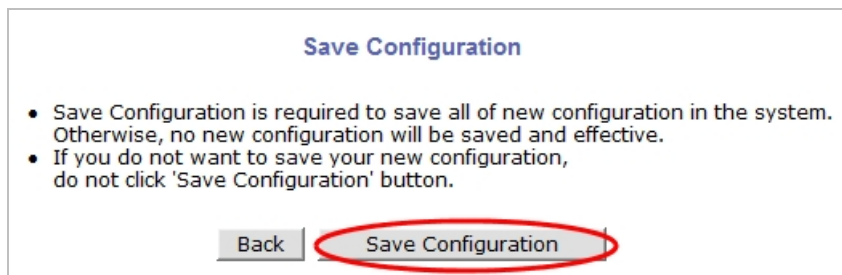 Save Configuration
• Save Configuration is required to save all of new configuration in the system.
Otherwise, no new configuration will be saved and effective.
• If you do not want to save your new configuration,
do not click 'Save Configuration' button.
Back Save Configuration